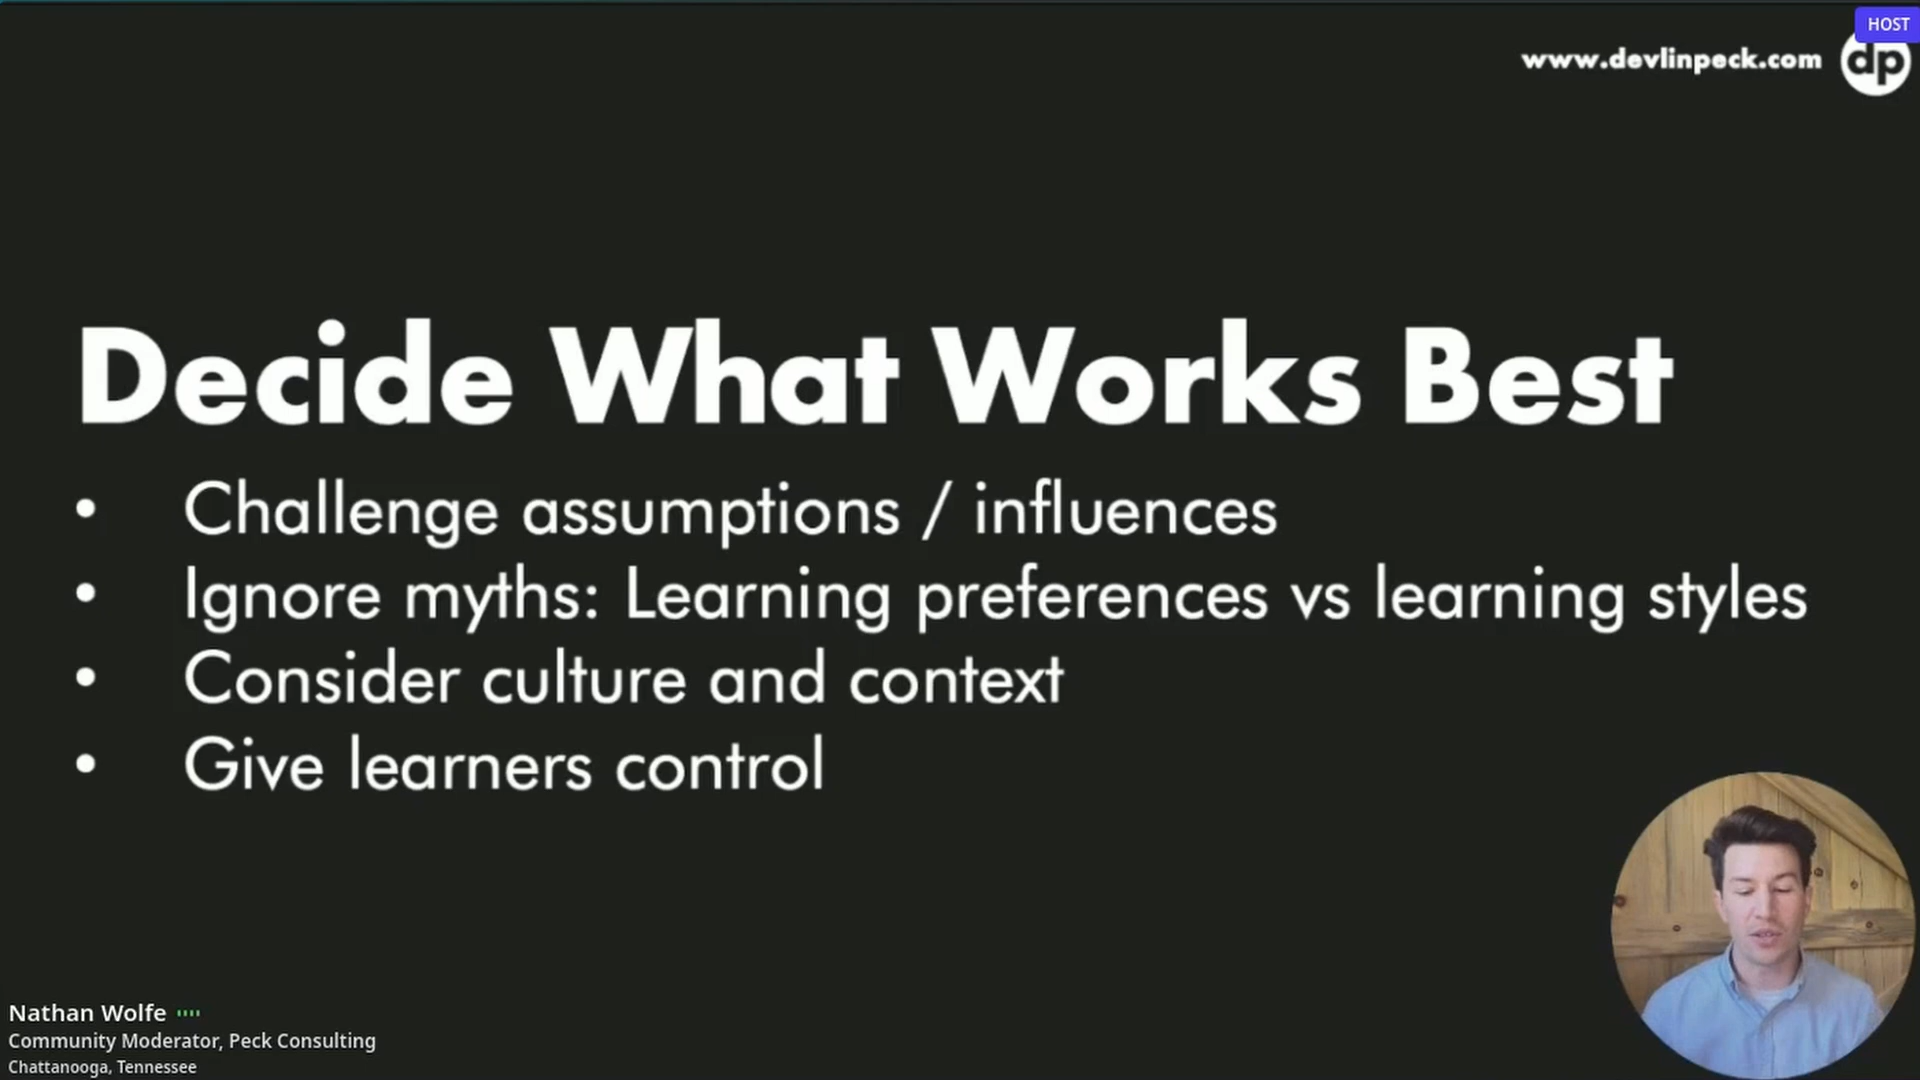 HOST
www.devlinpeck.com dp
Decide What Works Best
• Challenge assumptions / influences
• Ignore myths: Learning preferences vs learning styles
• Consider culture and context
• Give learners control
Nathan Wolfe
Community Moderator, Peck Consulting
Chattanooga, Tennessee